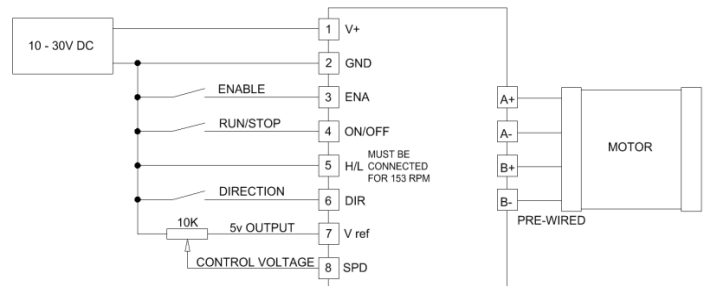 10 - 30V DC
1 V+
2 GND
ENABLE
3 ENA
RUN/STOP
4 ON/OFF
5 H/L MUST BE
CONNECTED
FOR 153 RPM
DIRECTION
6 DIR
10K
5v OUTPUT
7 V ref
CONTROL VOLTAGE
8 SPD
A+
A-
B+
B-
MOTOR
PRE-WIRED